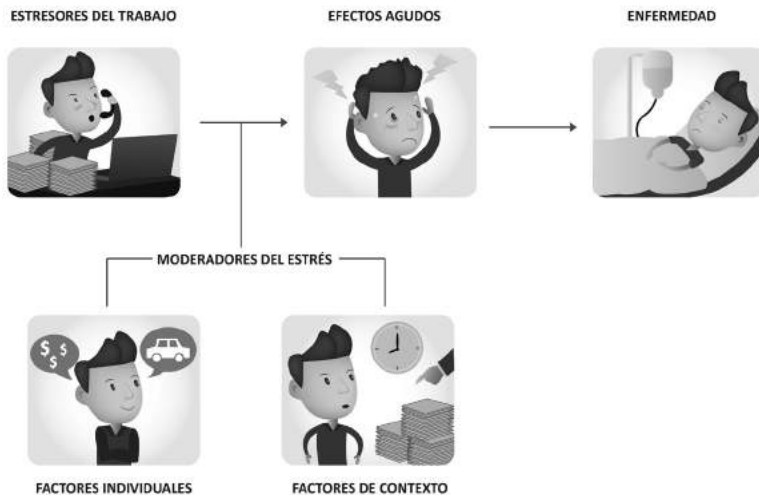 ESTRESORES DEL TRABAJO
EFECTOS AGUDOS
ENFERMEDAD
MODERADORES DEL ESTRÉS
$ $ $
FACTORES INDIVIDUALES
FACTORES DE CONTEXTO